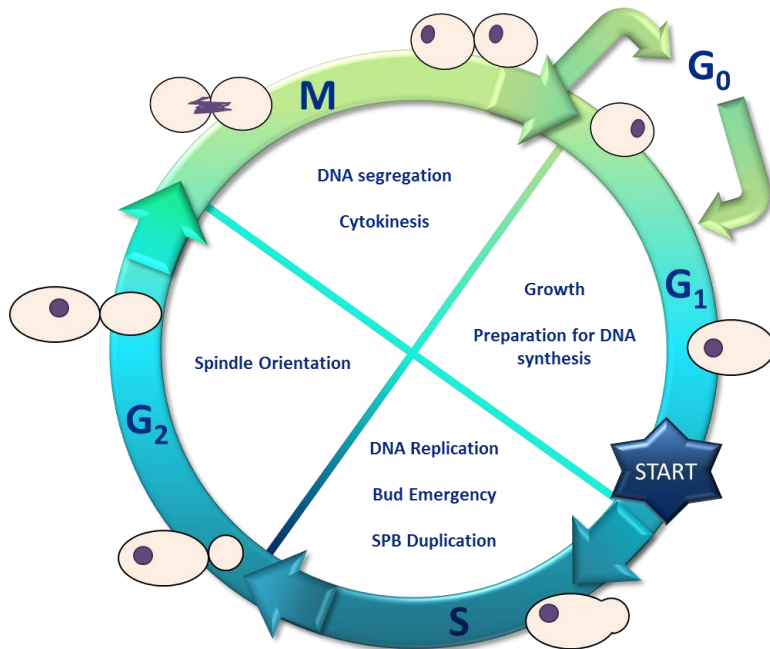 M
G0
DNA segregation
Cytokinesis
G1
Growth
Preparation for DNA
synthesis
Spindle Orientation
G2
DNA Replication
START
Bud Emergency
SPB Duplication
S